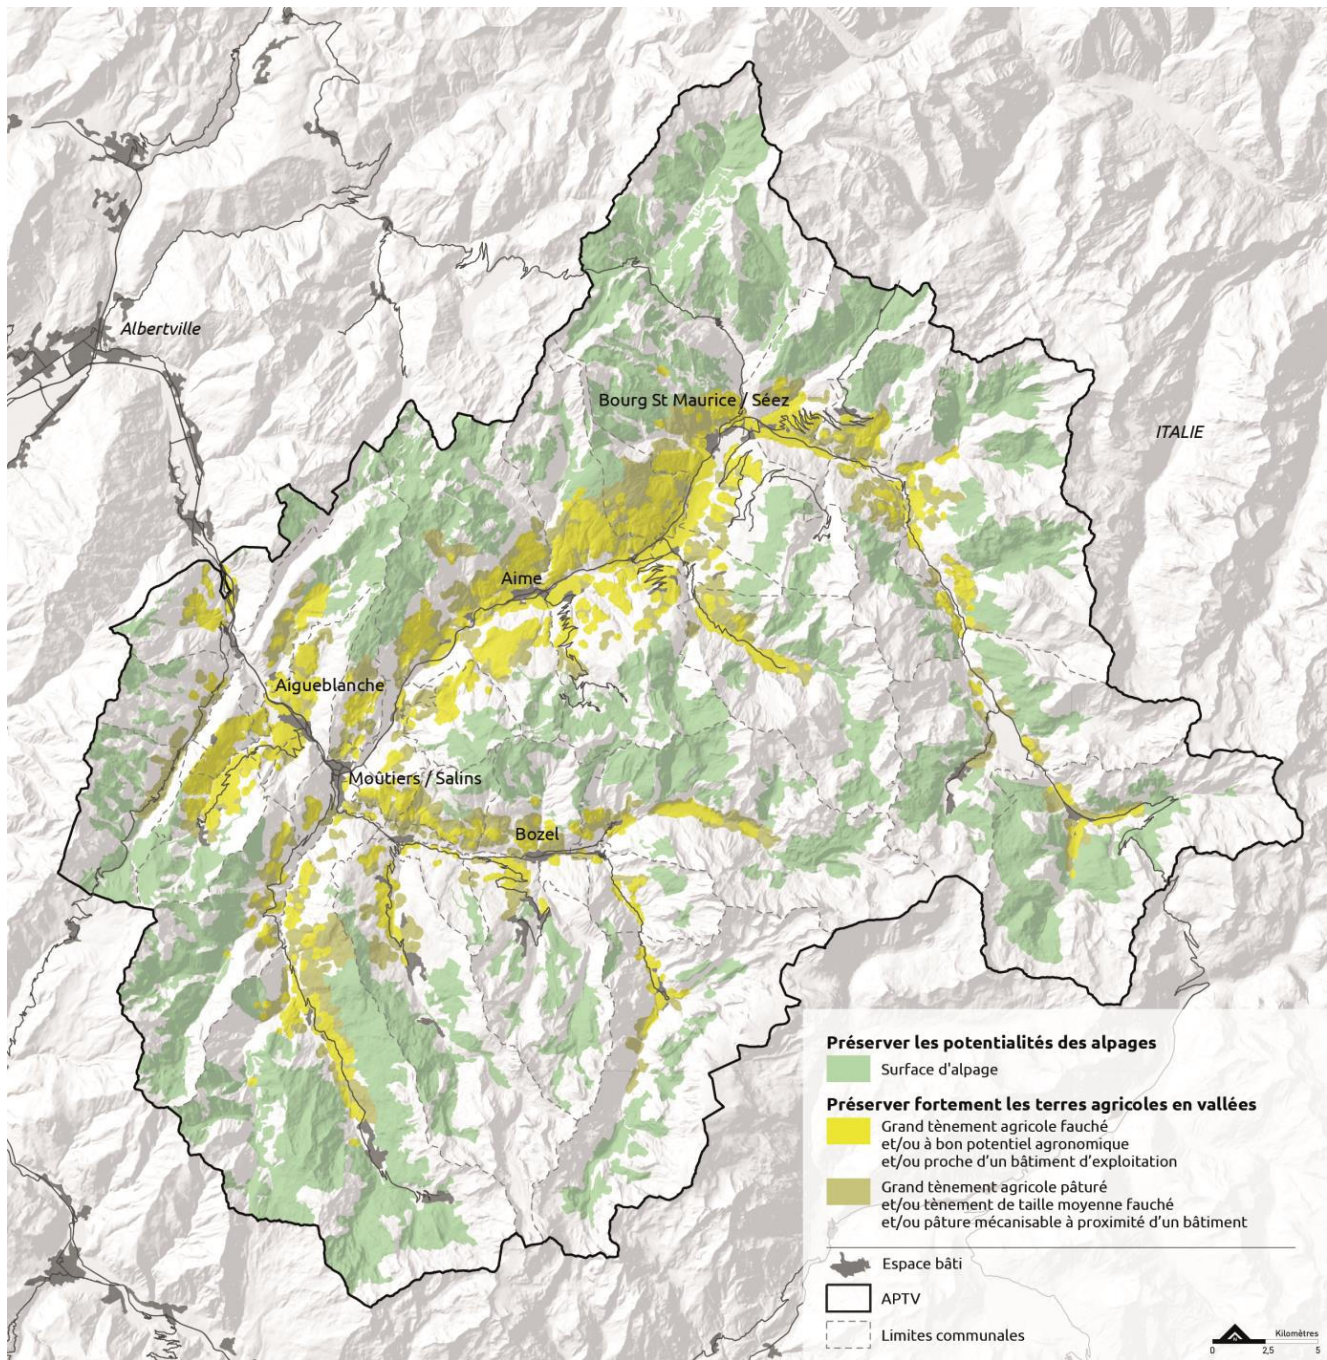 Albertville
Bourg St Maurice / Séez
ITALIE
Aime
Aigueblanche
Moûtiers / Salins
Bozel
Préserver les potentialités des alpages
Surface d'alpage
Préserver fortement les terres agricoles en vallées
Grand tènement agricole fauché
et/ou à bon potentiel agronomique
et/ou proche d'un bâtiment d'exploitation
Grand tènement agricole pâturé
et/ou tènement de taille moyenne fauché
et/ou pâture mécanisable à proximité d'un bâtiment
Espace bâti
APTV
Limites communales
N
Kilomètres
0 2,5 5